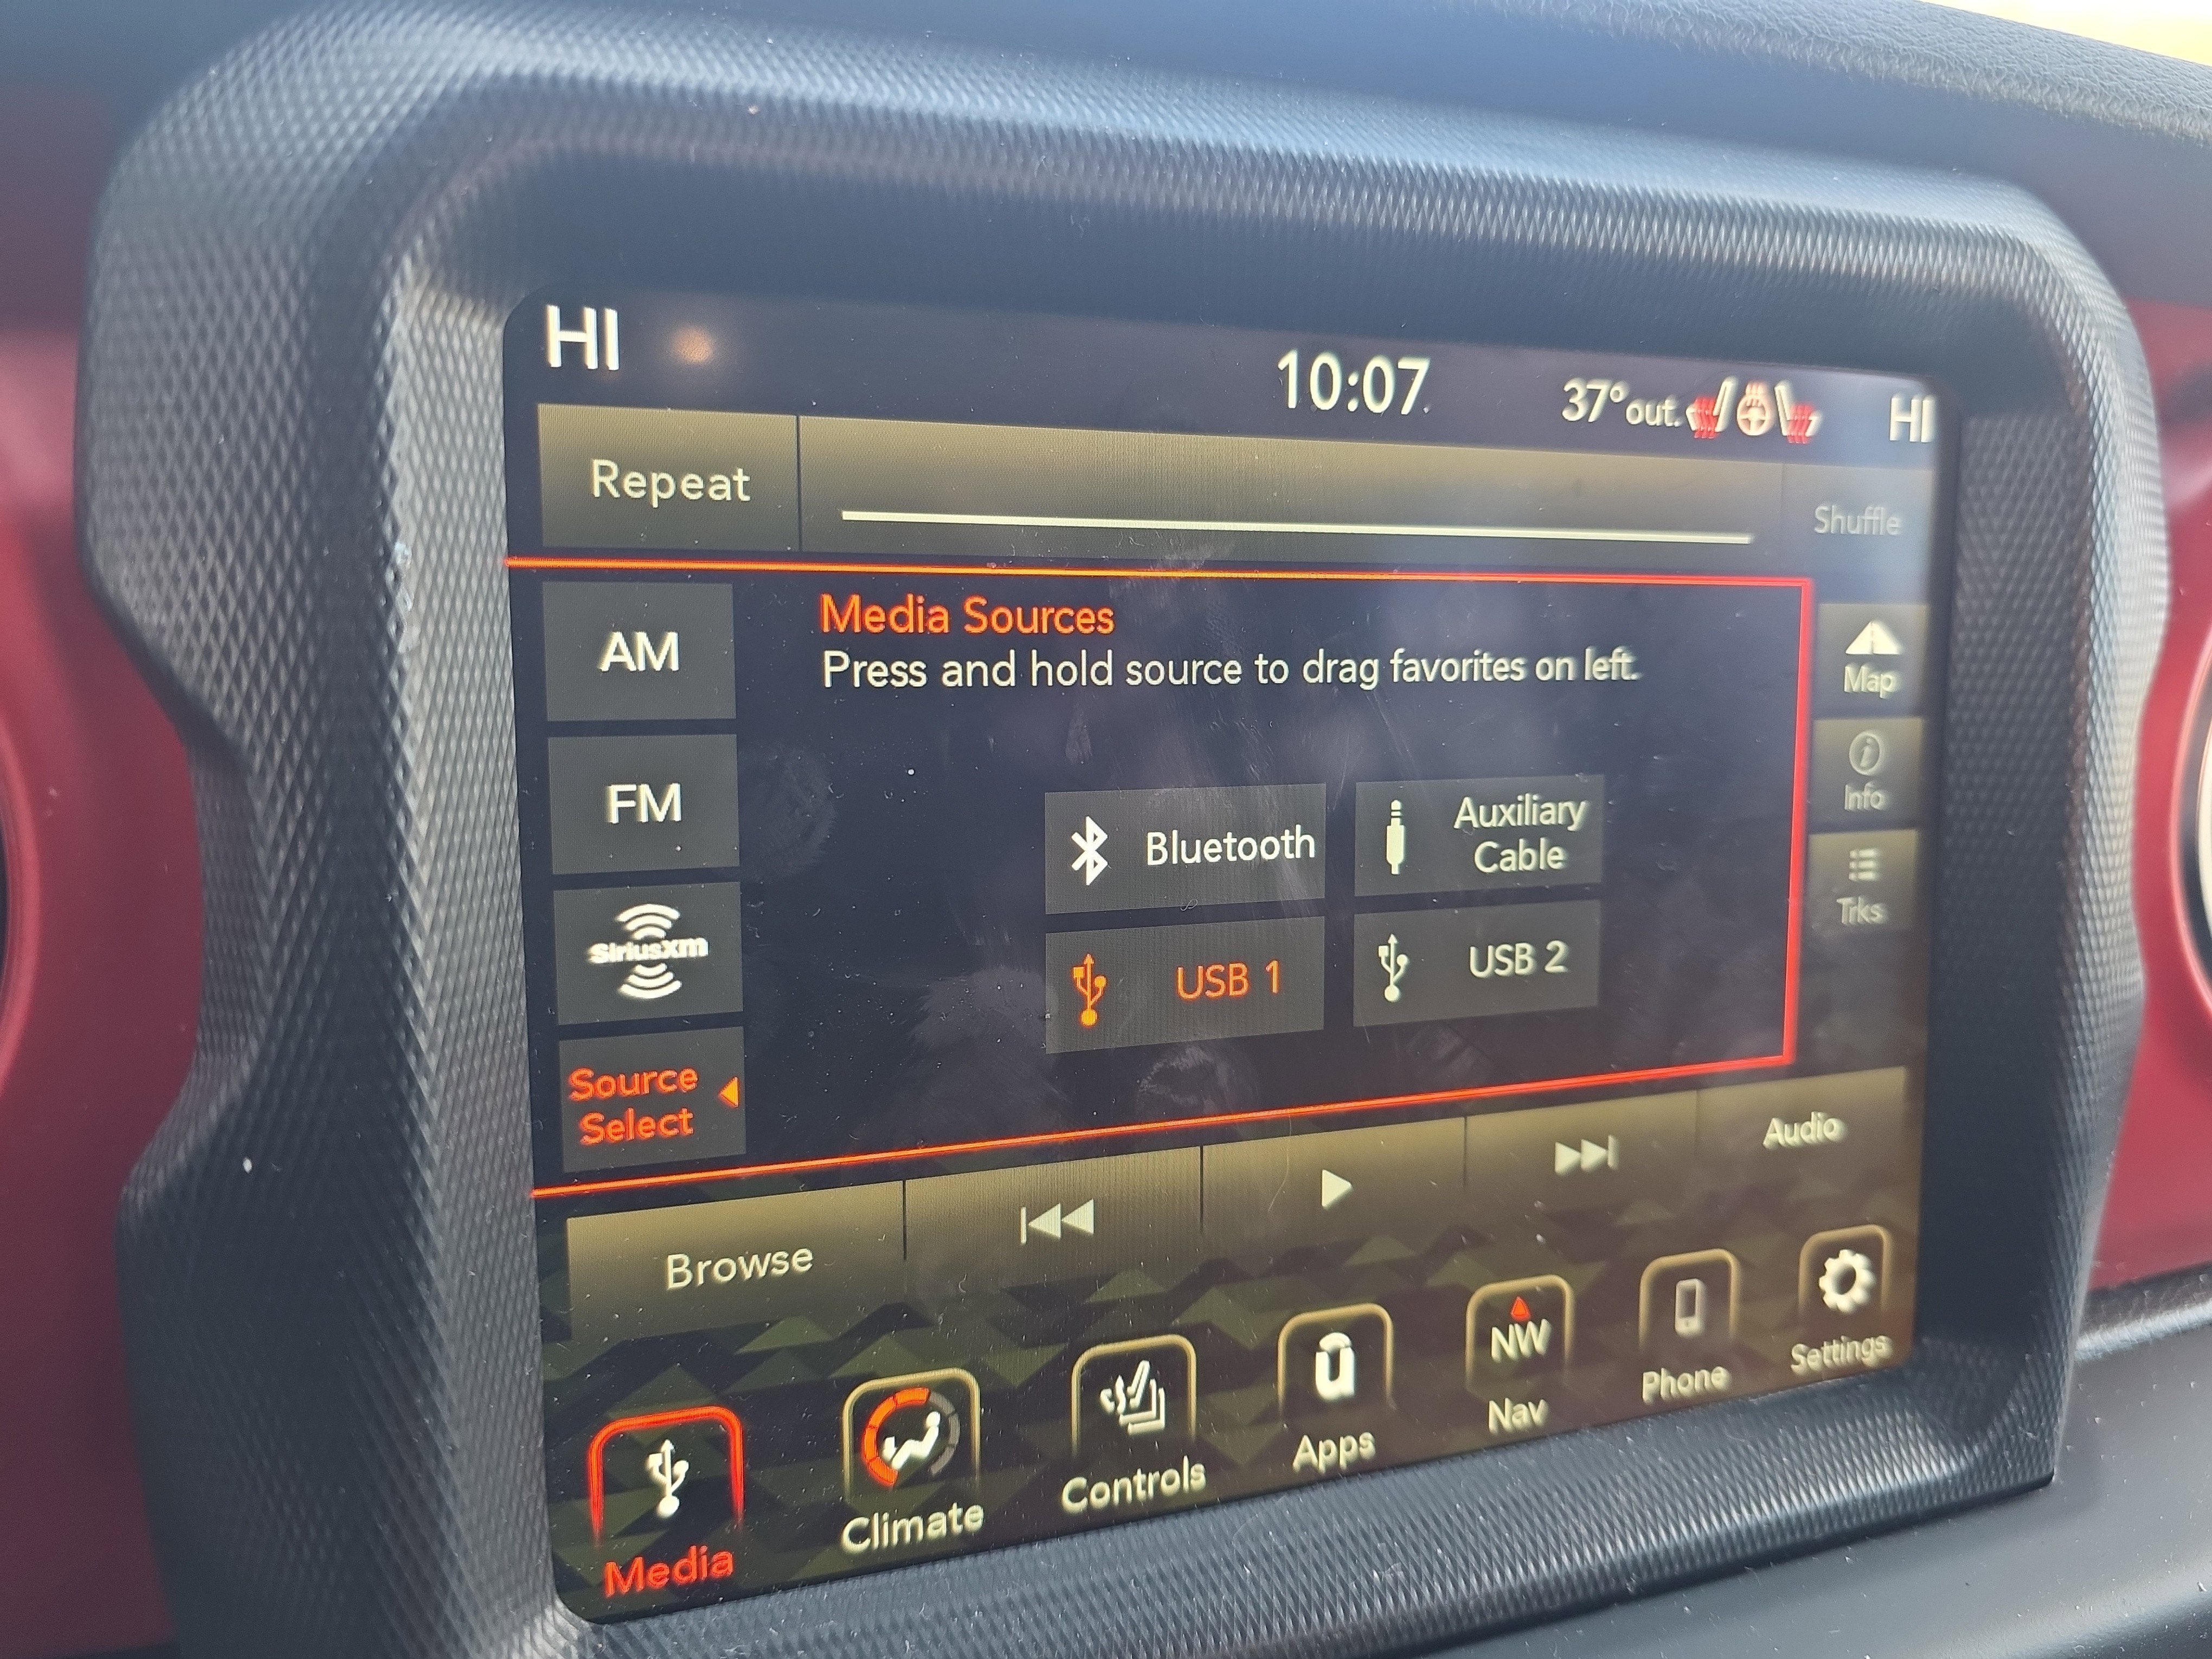 HI
10:07
37° out.
HI
Repeat
Shuffle
AM
FM
SiriusXM
Source
Select
Media Sources
Press and hold source to drag favorites on left.
Bluetooth
Auxiliary
Cable
USB 1
USB 2
Map
Info
Trks
Browse
Audio
Media
Climate
Controls
u
Apps
NW
Nav
Phone
Settings